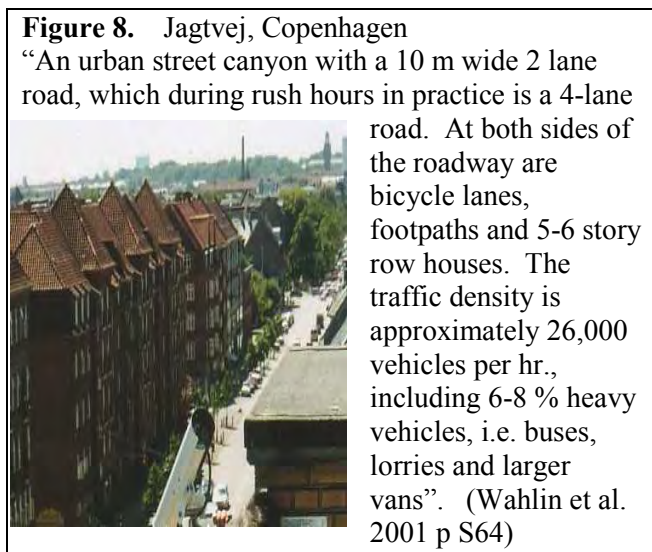 Figure 8. Jagtvej, Copenhagen
“An urban street canyon with a 10 m wide 2 lane
road, which during rush hours in practice is a 4-lane
road. At both sides of
the roadway are
bicycle lanes,
footpaths and 5-6 story
row houses. The
traffic density is
approximately 26,000
vehicles per hr.,
including 6-8 % heavy
vehicles, i.e. buses,
lorries and larger
vans”. (Wahlin et al.
2001 p S64)